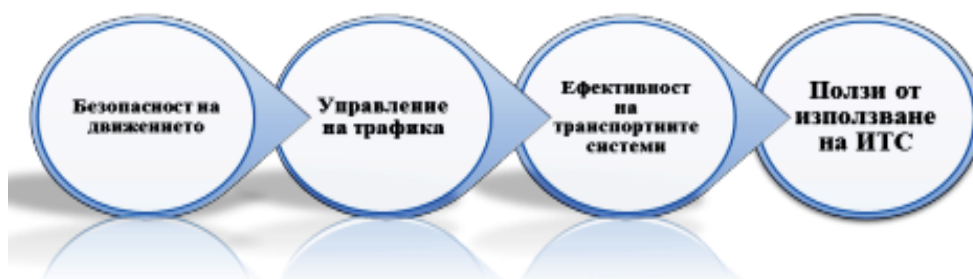 Безопасност на
движението
Управление
на трафика
Ефективност
на
транспортните
системи
Ползи от
използване
на ИТС